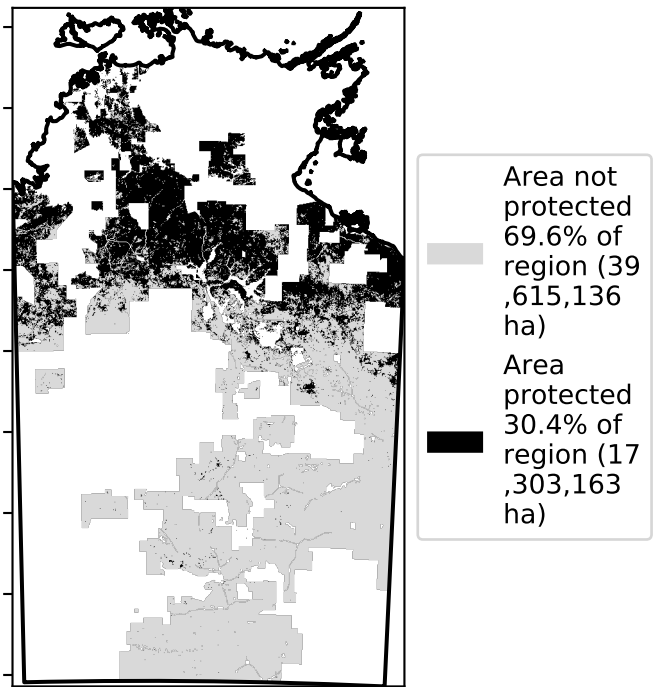 Area not
protected
69.6% of
region (39
,615,136
ha)
Area
protected
30.4% of
region (17
,303,163
ha)